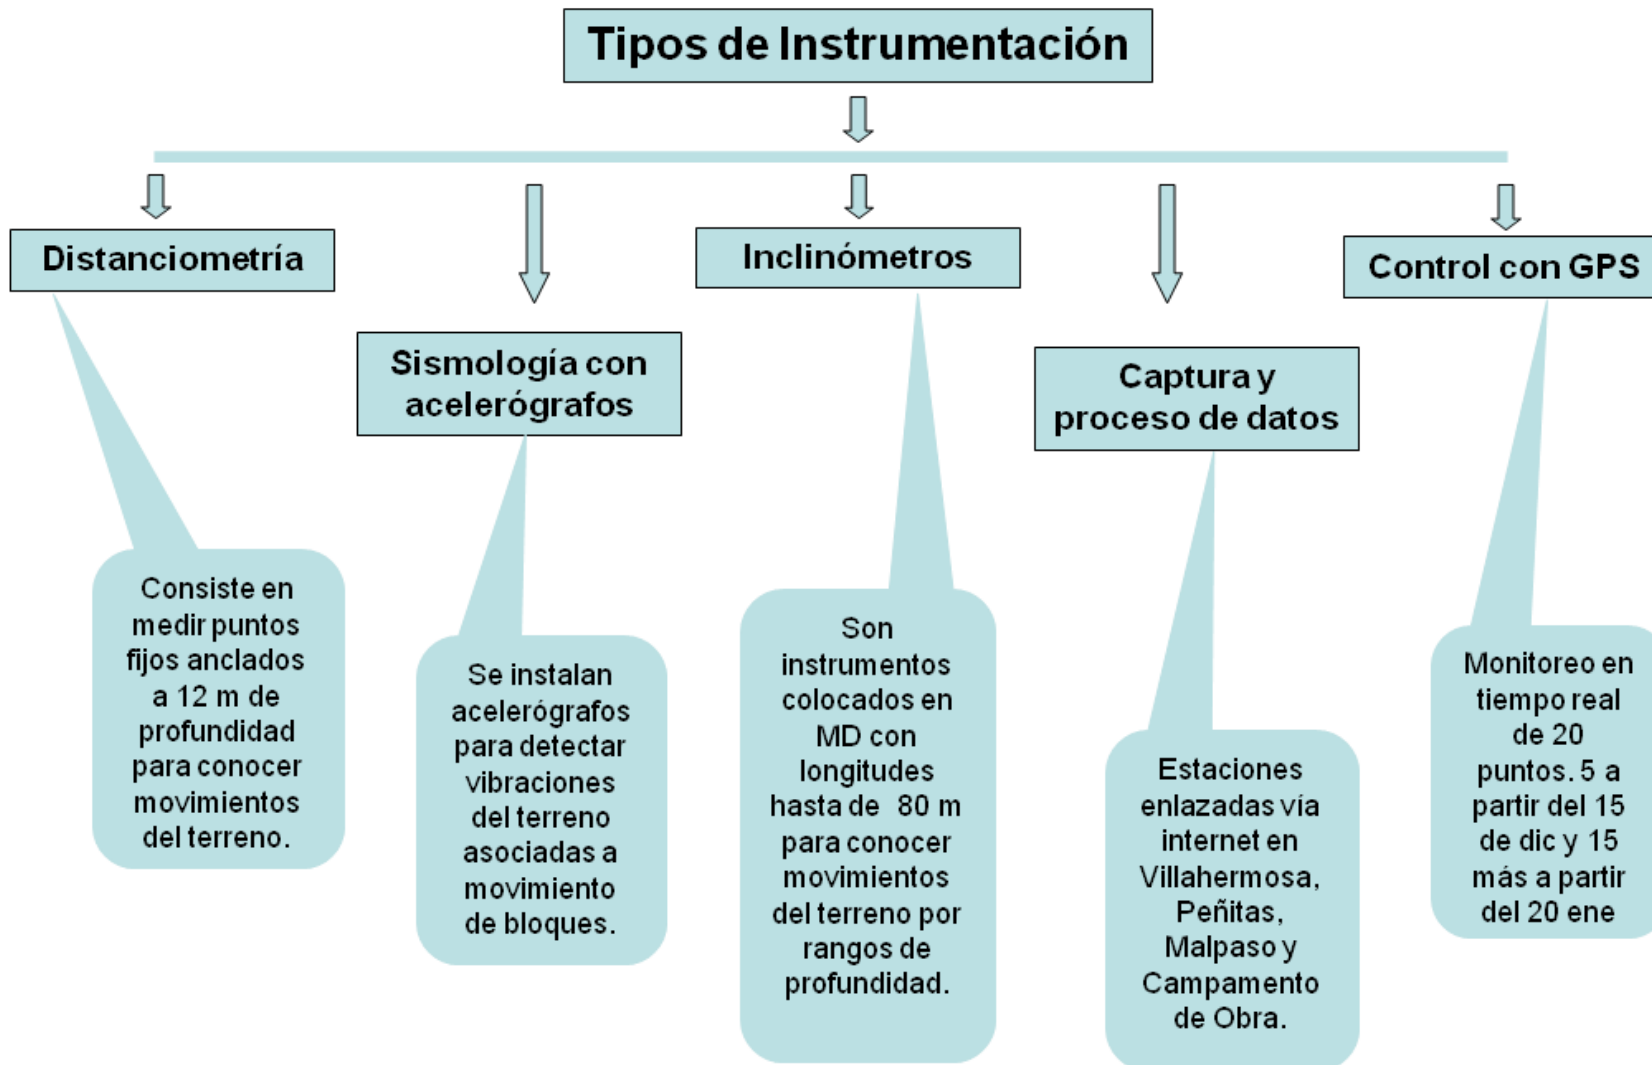 Tipos de Instrumentación
Distanciometría
Inclinómetros
Control con GPS
Sismología con
acelerógrafos
Captura y
proceso de datos
Consiste en
medir puntos
fijos anclados
a 12 m de
profundidad
para conocer
movimientos
del terreno.
Se instalan
acelerógrafos
para detectar
vibraciones
del terreno
asociadas a
movimiento
de bloques.
Son
instrumentos
colocados en
MD con
longitudes
hasta de 80 m
para conocer
movimientos
del terreno por
rangos de
profundidad.
Estaciones
enlazadas vía
internet en
Villahermosa,
Peñitas,
Malpaso y
Campamento
de Obra.
Monitoreo en
tiempo real
de 20
puntos. 5 a
partir del 15
de dic y 15
más a partir
del 20 ene